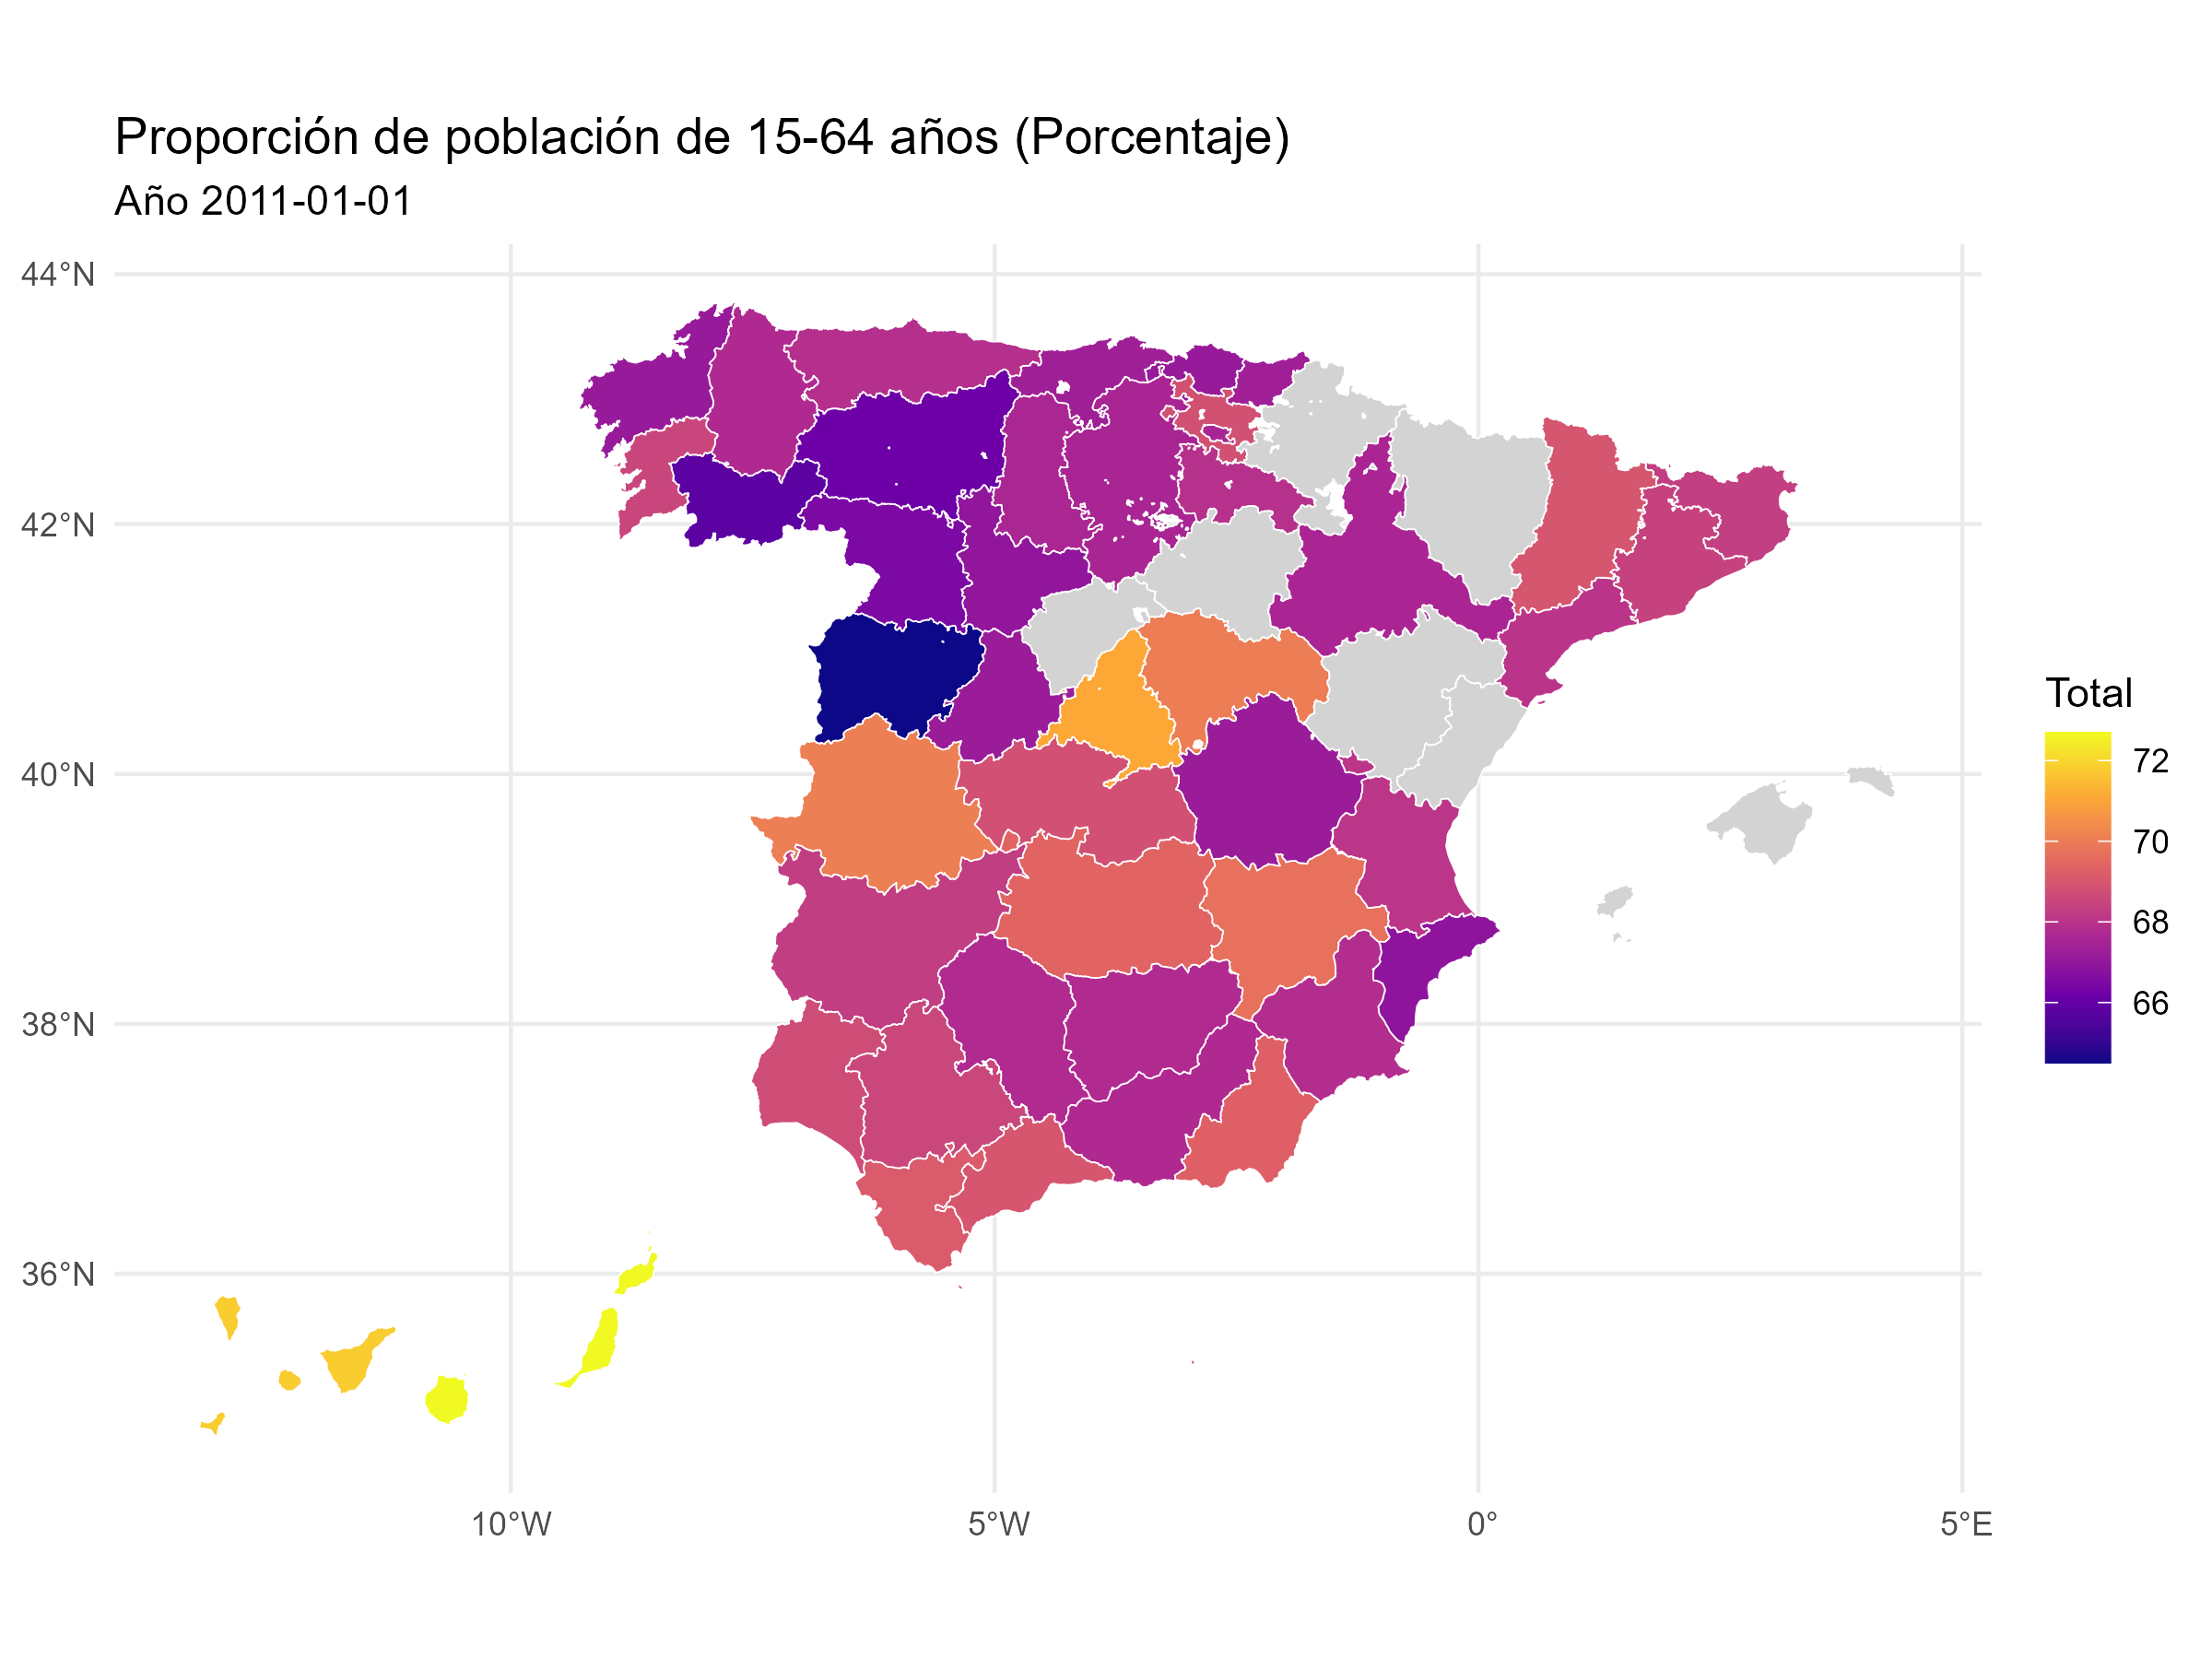 Proporción de población de 15-64 años (Porcentaje)
Año 2011-01-01
44°N
42°N
40°N
38°N
36°N
10°W
5°W
0°
5°E
Total
72
70
68
66